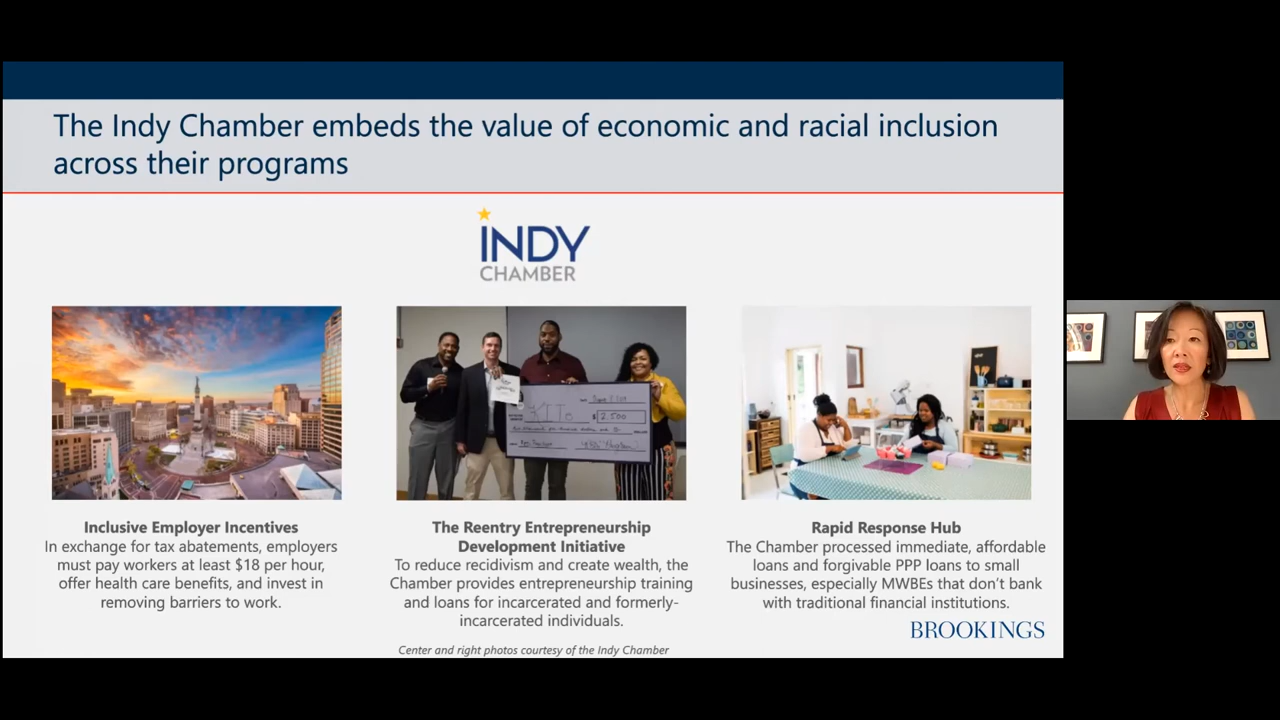 The Indy Chamber embeds the value of economic and racial inclusion
across their programs
INDY
CHAMBER
$ 2,500
Inclusive Employer Incentives
In exchange for tax abatements, employers
must pay workers at least $18 per hour,
offer health care benefits, and invest in
removing barriers to work.
The Reentry Entrepreneurship
Development Initiative
To reduce recidivism and create wealth, the
Chamber provides entrepreneurship training
and loans for incarcerated and formerly-
incarcerated individuals.
Center and right photos courtesy of the Indy Chamber
Rapid Response Hub
The Chamber processed immediate, affordable
loans and forgivable PPP loans to small
businesses, especially MWBEs that don't bank
with traditional financial institutions.
BROOKINGS